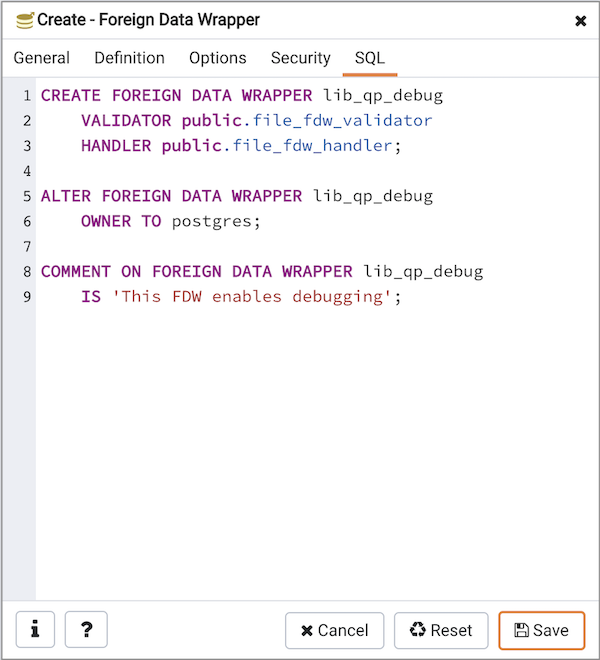 Create - Foreign Data Wrapper
General Definition Options Security SQL
1 CREATE FOREIGN DATA WRAPPER lib_qp_debug
2     VALIDATOR public.file_fdw_validator
3     HANDLER public.file_fdw_handler;
4
5 ALTER FOREIGN DATA WRAPPER lib_qp_debug
6     OWNER TO postgres;
7
8 COMMENT ON FOREIGN DATA WRAPPER lib_qp_debug
9     IS 'This FDW enables debugging';
i ? Cancel Reset Save